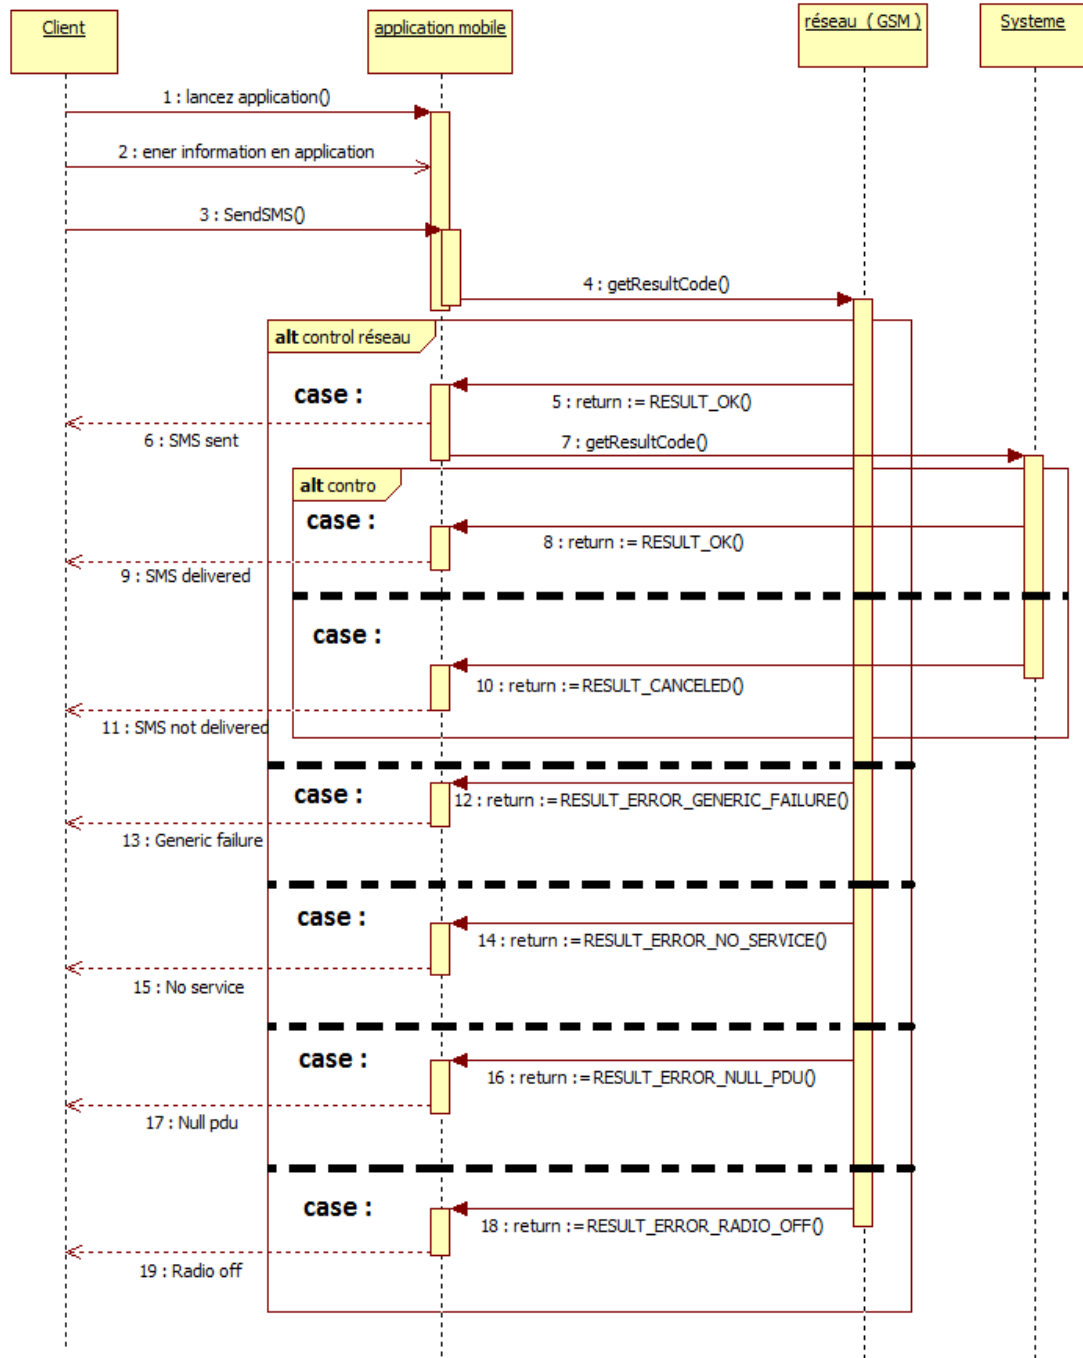 Client
application mobile
réseau (GSM)
Systeme
1 : lancez application()
2 : ener information en application
3 : SendSMS()
4 : getResultCode()
alt control réseau
case :
5 : return := RESULT_OK()
6 : SMS sent
7 : getResultCode()
alt contro
case :
8 : return := RESULT_OK()
9 : SMS delivered
case :
10 : return := RESULT_CANCELED()
11 : SMS not delivered
case :
12 : return := RESULT_ERROR_GENERIC_FAILURE()
13 : Generic failure
case :
14 : return := RESULT_ERROR_NO_SERVICE()
15 : No service
case :
16 : return := RESULT_ERROR_NULL_PDU()
17 : Null pdu
case :
18 : return := RESULT_ERROR_RADIO_OFF()
19 : Radio off